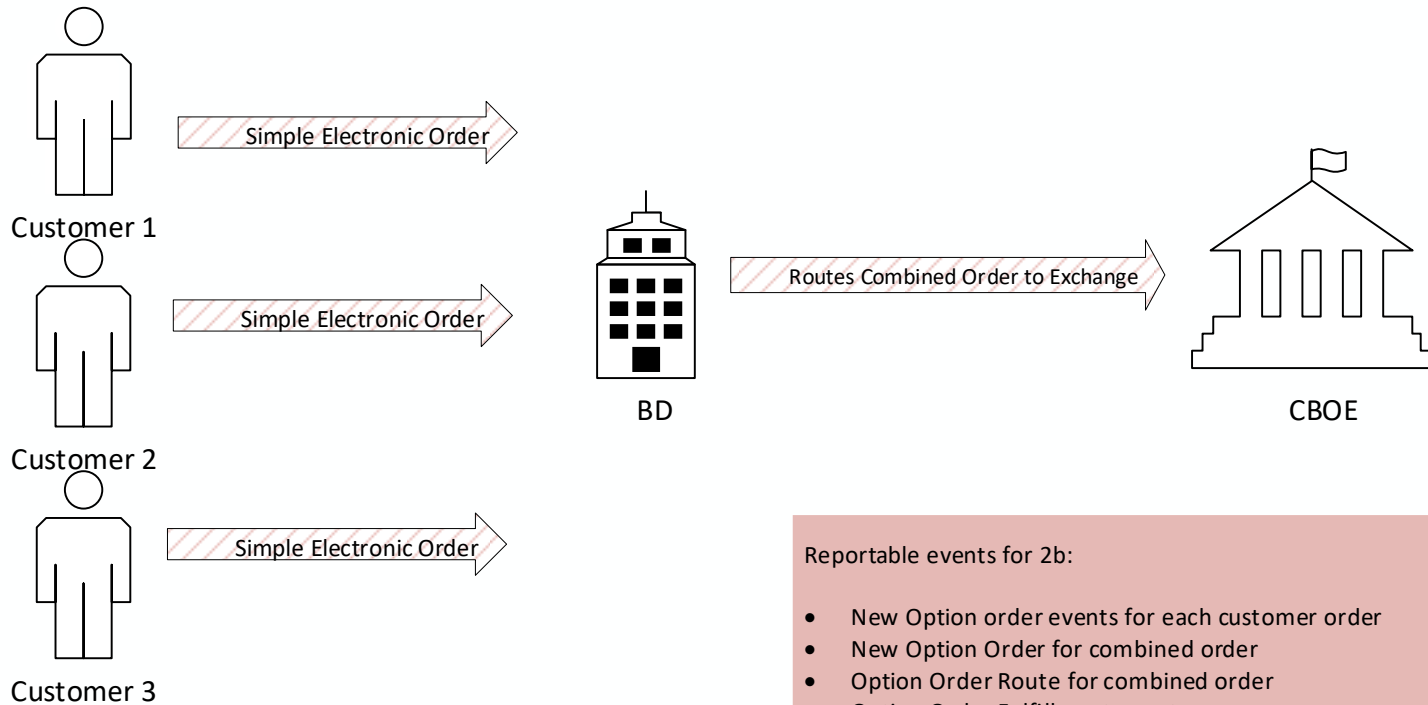 Simple Electronic Order
Customer 1
Simple Electronic Order
Customer 2
Simple Electronic Order
Customer 3
BD
Routes Combined Order to Exchange
CBOE
Reportable events for 2b:
• New Option order events for each customer order
• New Option Order for combined order
• Option Order Route for combined order